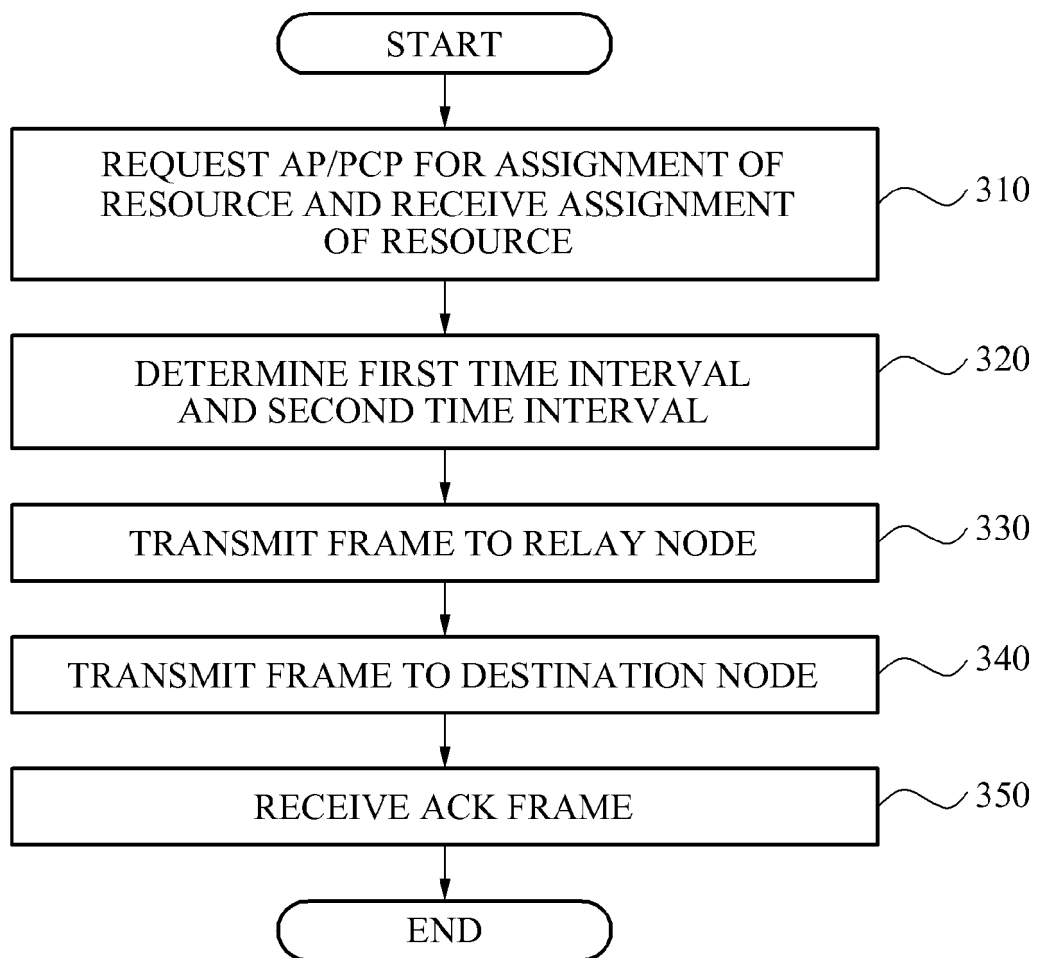 START
REQUEST AP/PCP FOR ASSIGNMENT OF
RESOURCE AND RECEIVE ASSIGNMENT
OF RESOURCE
310
DETERMINE FIRST TIME INTERVAL
AND SECOND TIME INTERVAL
320
TRANSMIT FRAME TO RELAY NODE
330
TRANSMIT FRAME TO DESTINATION NODE
340
RECEIVE ACK FRAME
350
END